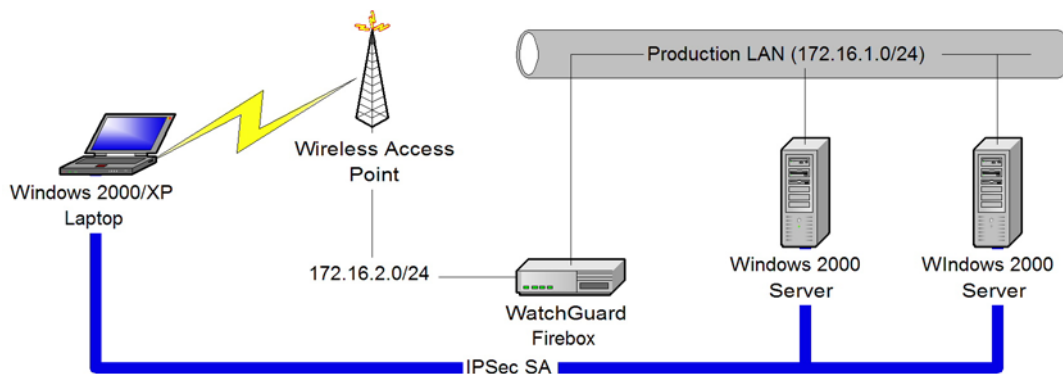 Production LAN (172.16.1.0/24)
Wireless Access
Point
Windows 2000/XP
Laptop
172.16.2.0/24
WatchGuard
Firebox
Windows 2000
Server
WIndows 2000
Server
IPSec SA